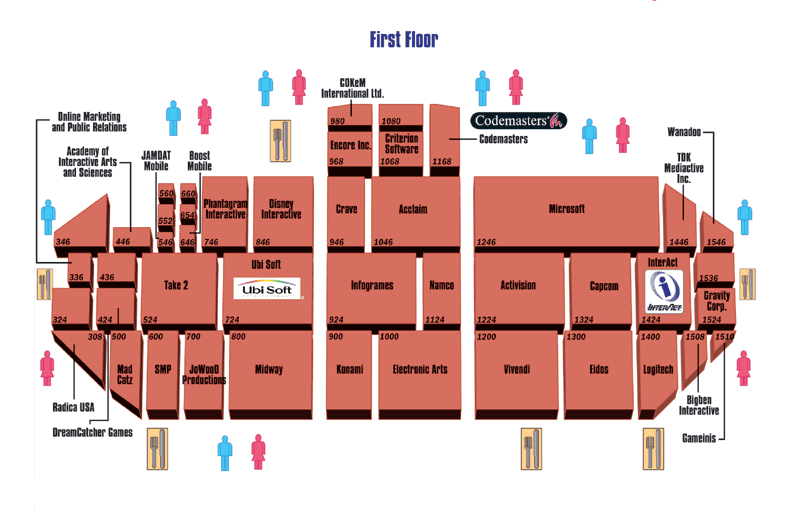 First Floor
COKeM
International Ltd.
Online Marketing
and Public Relations
Academy of
Interactive Arts
and Sciences
JAMDAT
Mobile
Boost
Mobile
980
1080
Encore Inc.
968
Criterion
Software
1068
1168
Codemasters
Codemasters
Wanadoo
TDK
Mediactive
Inc.
346
446
560
552
546
660
654
646
Phantagram
Interactive
746
Disney
Interactive
846
Crave
946
Acclaim
1046
Microsoft
1246
1446
1546
336
436
324
424
Take 2
524
Ubi Soft
Ubi Soft
724
Infogrames
924
Namco
1124
Activision
1224
Capcom
1324
InterAct
InterAct
1424
1536
Gravity
Corp.
1524
308
500
Mad
Catz
600
SMP
700
JoWooD
Productions
800
Midway
900
Konami
1000
Electronic Arts
1200
Vivendi
1300
Eidos
1400
Logitech
1508
1510
Radica USA
DreamCatcher Games
Bigben
Interactive
Gameinis